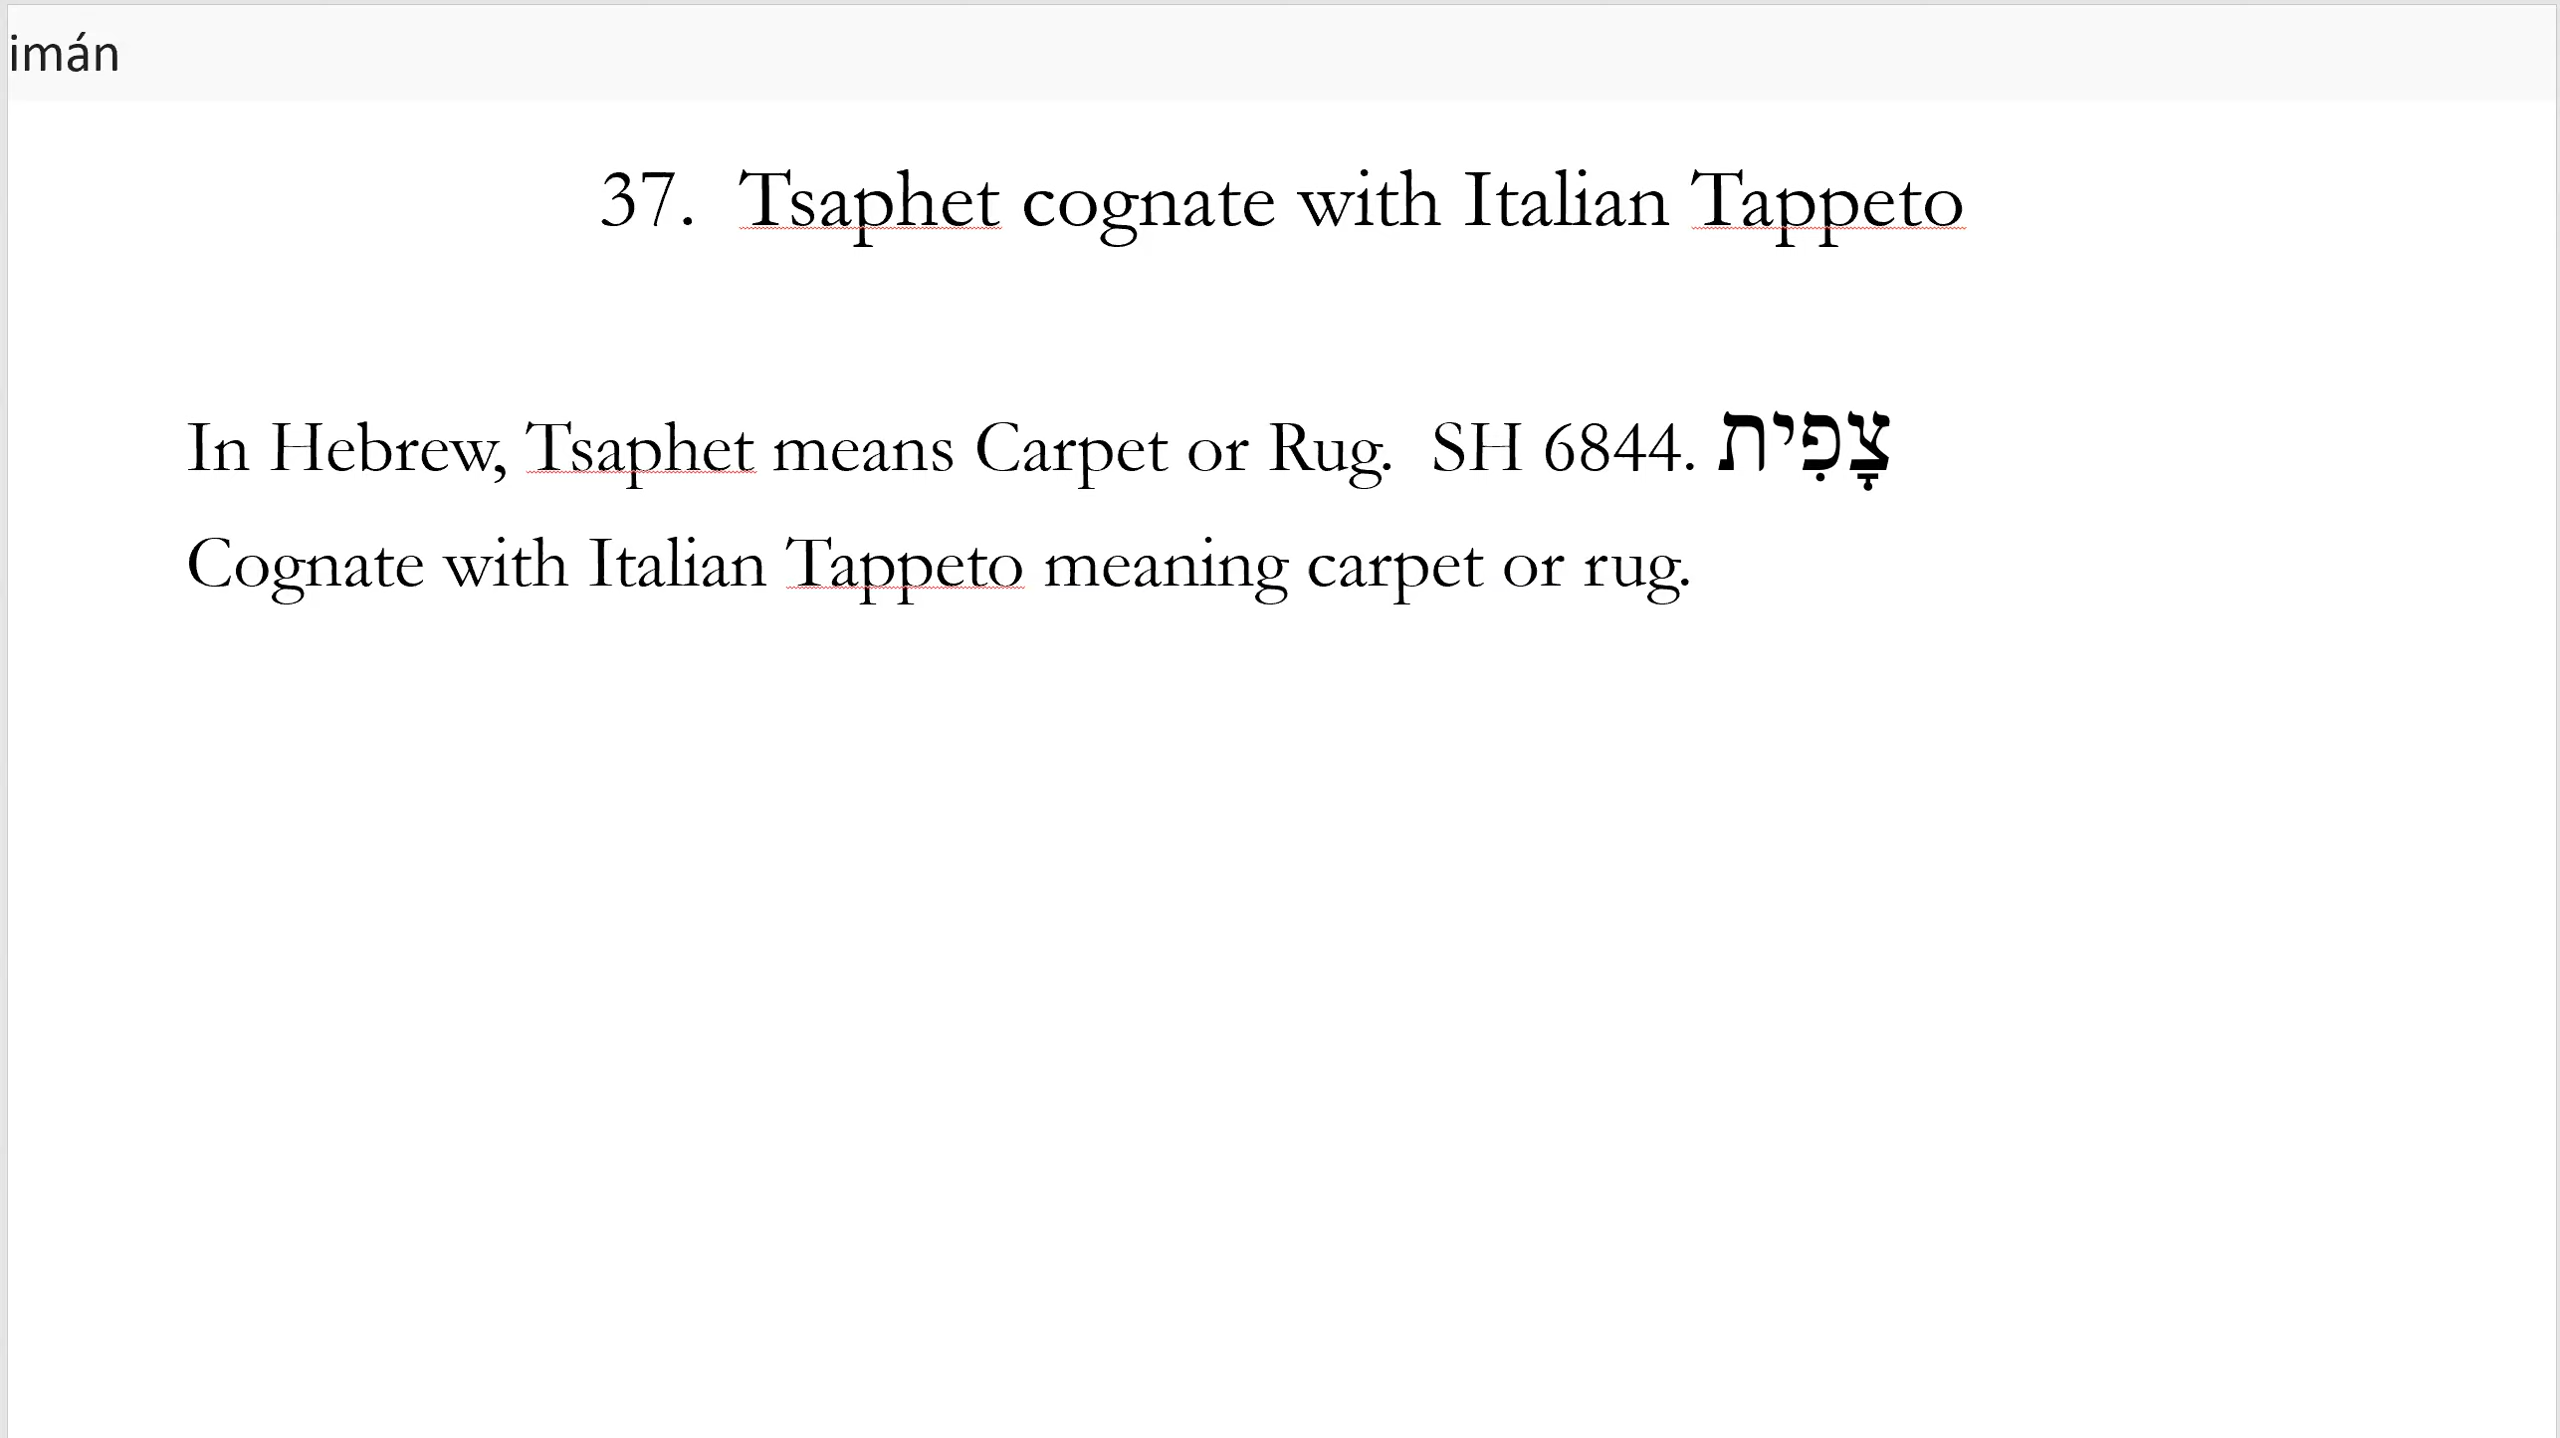 imán
37. Tsaphet cognate with Italian Tappeto
In Hebrew, Tsaphet means Carpet or Rug. SH 6844. צָפִית
Cognate with Italian Tappeto meaning carpet or rug.